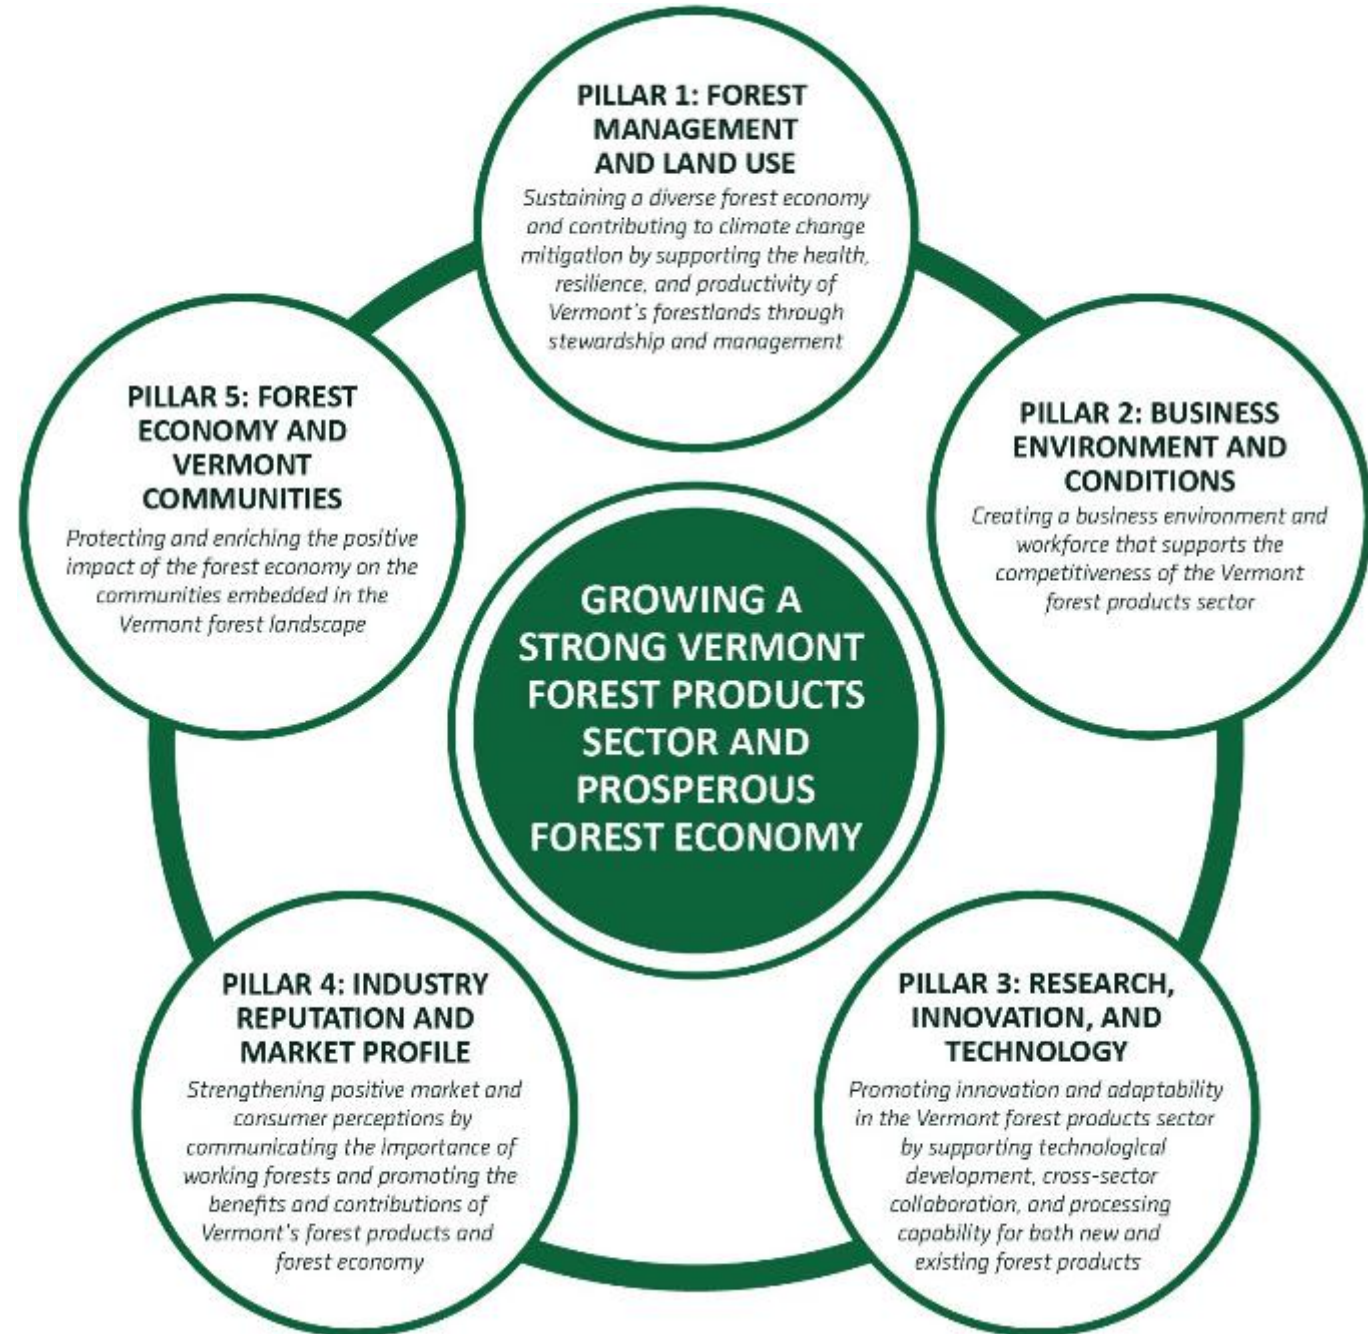 PILLAR 1: FOREST
MANAGEMENT
AND LAND USE
Sustaining a diverse forest economy
and contributing to climate change
mitigation by supporting the health,
resilience, and productivity of
Vermont's forestlands through
stewardship and management
PILLAR 2: BUSINESS
ENVIRONMENT AND
CONDITIONS
Creating a business environment and
workforce that supports the
competitiveness of the Vermont
forest products sector
PILLAR 3: RESEARCH,
INNOVATION, AND
TECHNOLOGY
Promoting innovation and adaptability
in the Vermont forest products sector
by supporting technological
development, cross-sector
collaboration, and processing
capability for both new and
existing forest products
PILLAR 4: INDUSTRY
REPUTATION AND
MARKET PROFILE
Strengthening positive market and
consumer perceptions by
communicating the importance of
working forests and promoting the
benefits and contributions of
Vermont's forest products and
forest economy
PILLAR 5: FOREST
ECONOMY AND
VERMONT
COMMUNITIES
Protecting and enriching the positive
impact of the forest economy on the
communities embedded in the
Vermont forest landscape
GROWING A
STRONG VERMONT
FOREST PRODUCTS
SECTOR AND
PROSPEROUS
FOREST ECONOMY